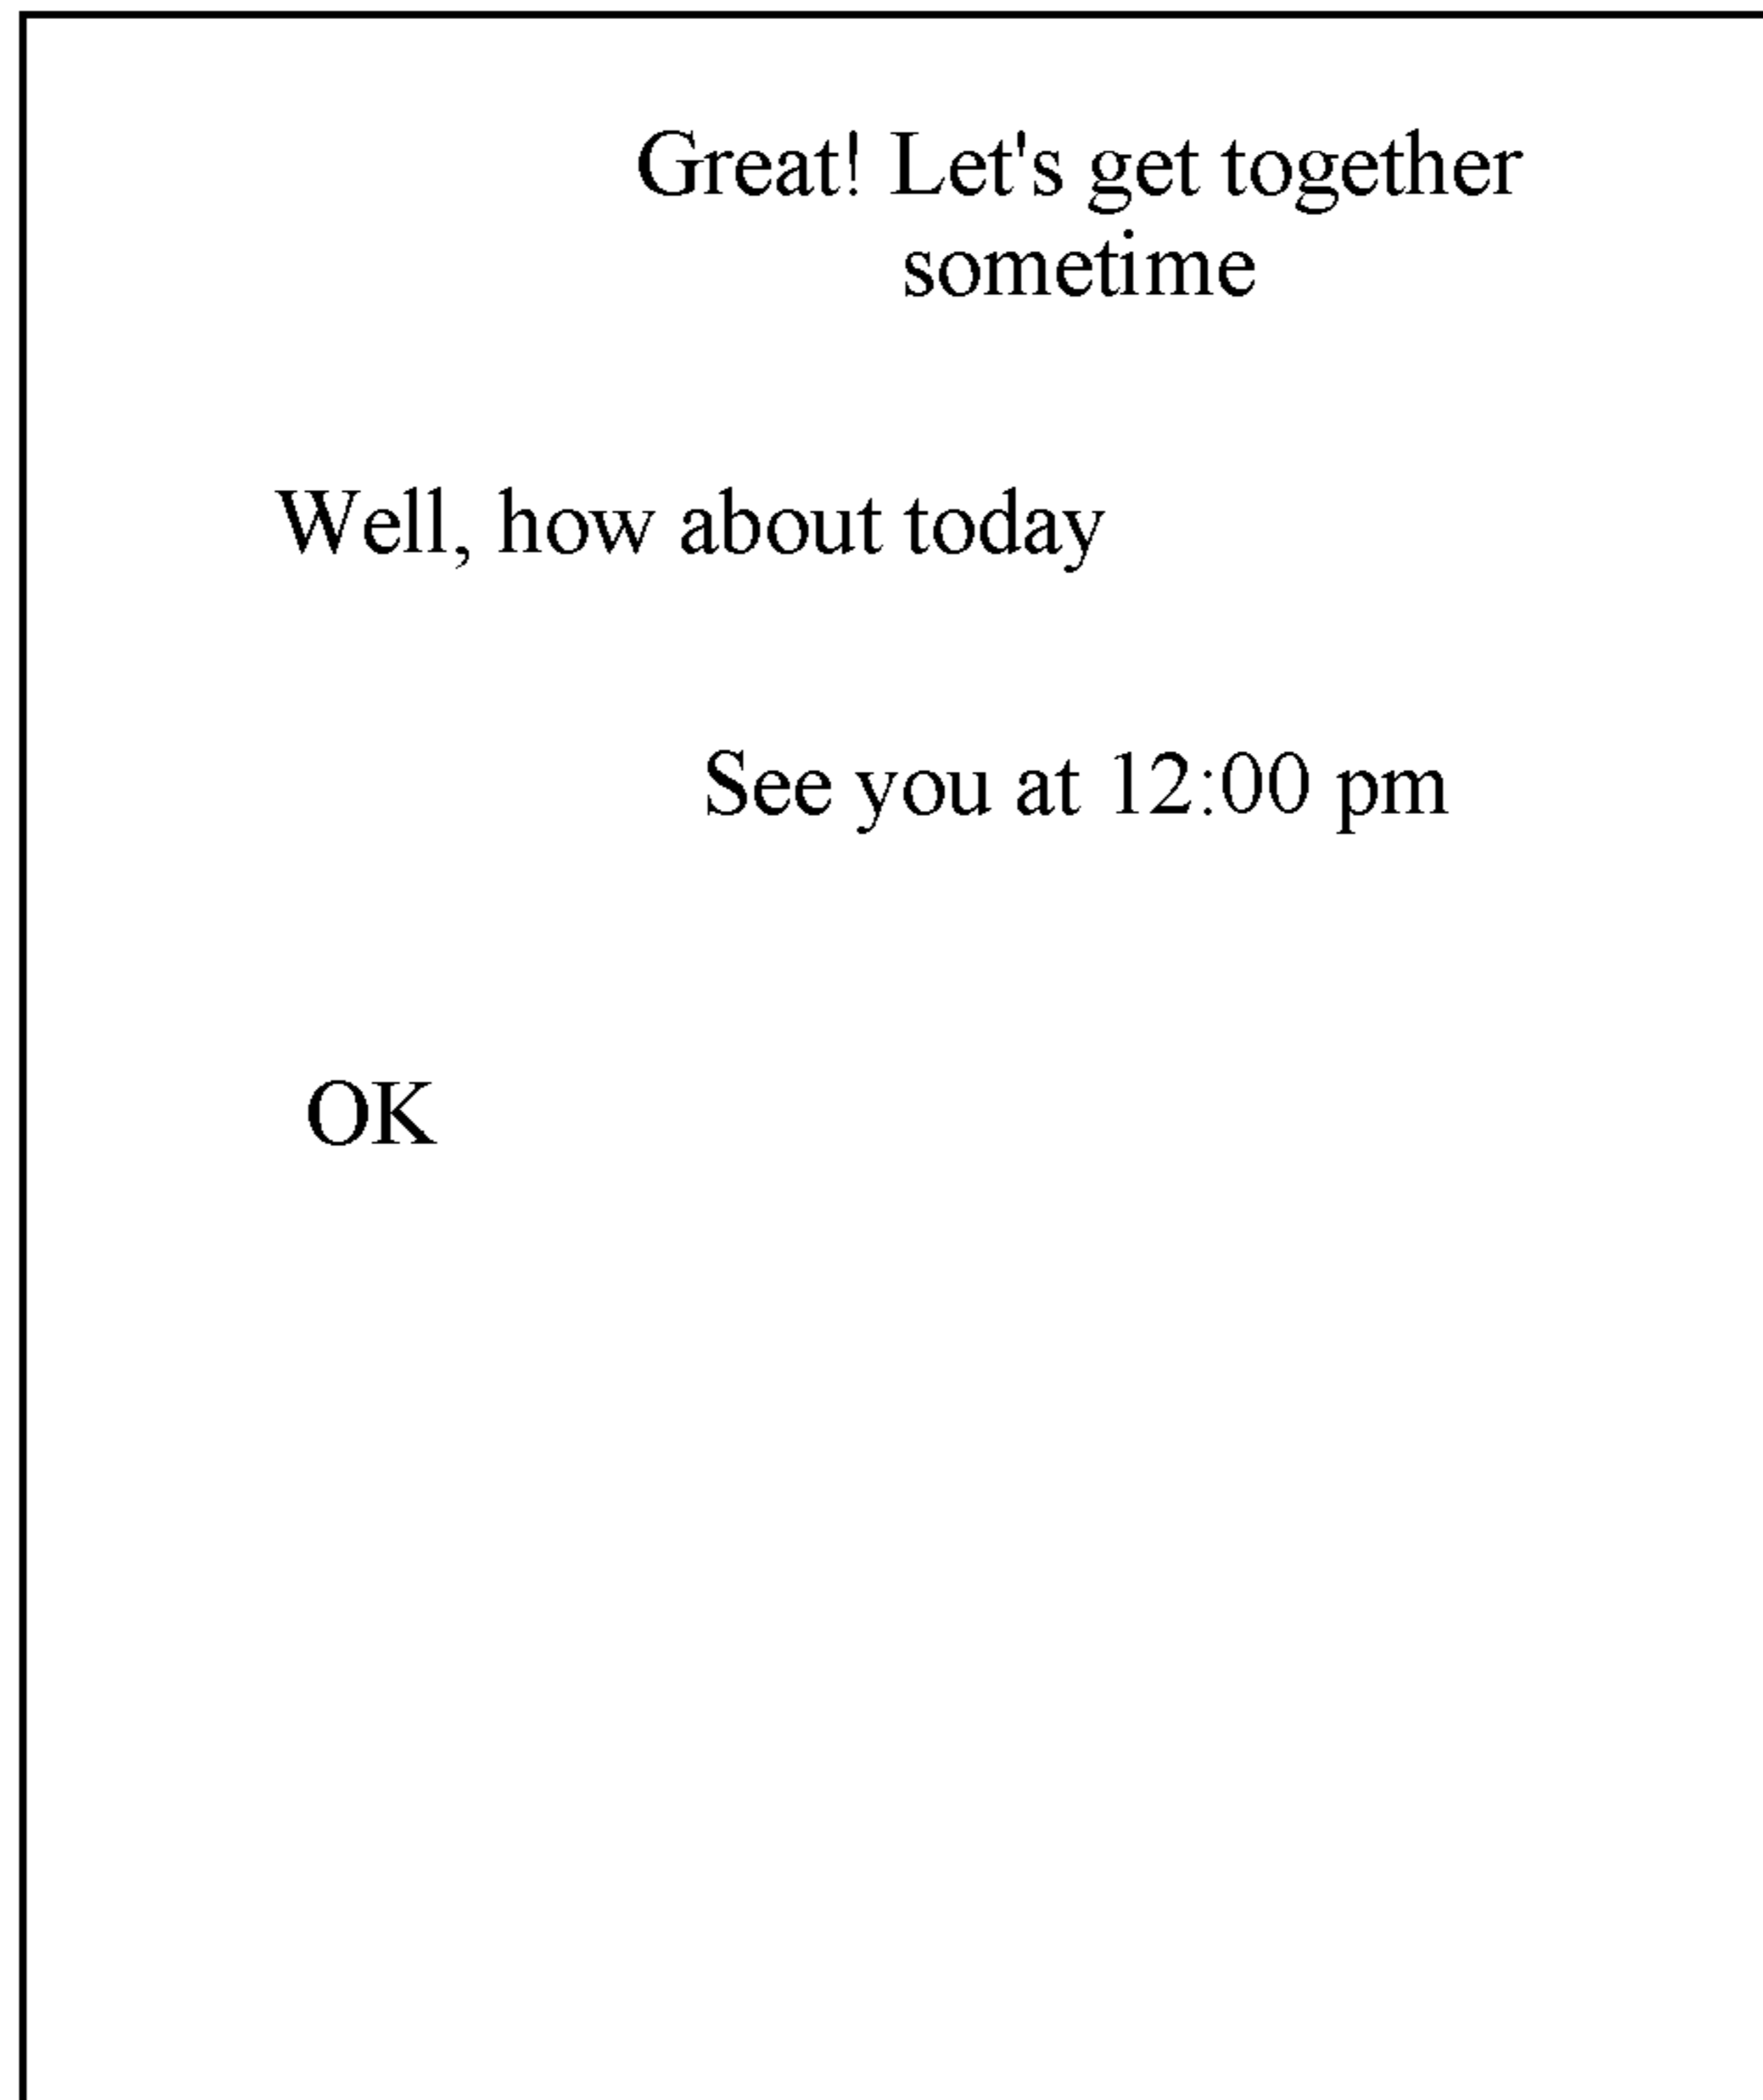 Great! Let's get together
sometime
Well, how about today
See you at 12:00 pm
OK